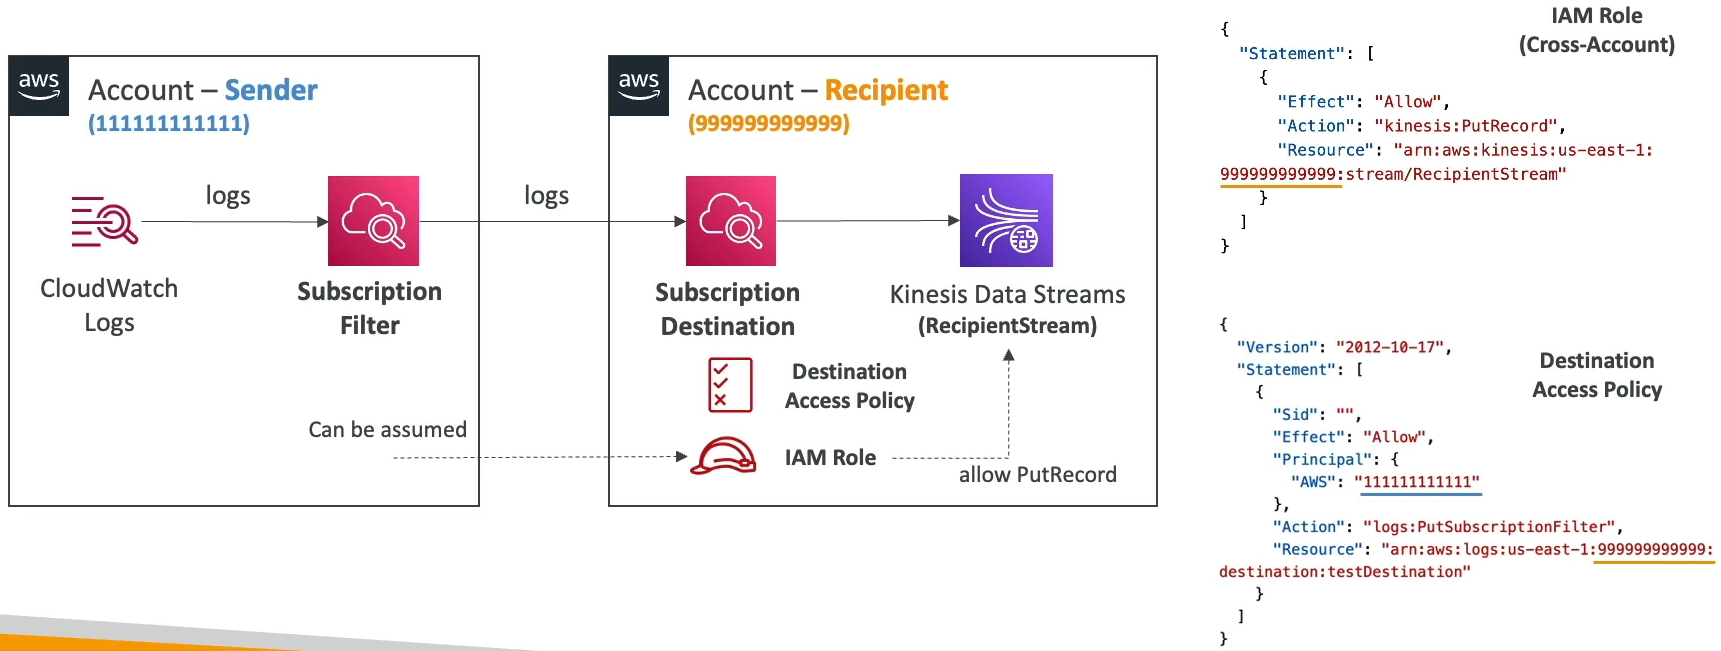 aws
Account – Sender
(111111111111)
logs
CloudWatch
Logs
Subscription
Filter
Can be assumed
logs
aws
Account – Recipient
(999999999999)
Subscription
Destination
Kinesis Data Streams
(RecipientStream)
Destination
Access Policy
IAM Role
allow PutRecord
IAM Role
(Cross-Account)
{
"Statement": [
{
"Effect": "Allow",
"Action": "kinesis:PutRecord",
"Resource": "arn:aws:kinesis:us-east-1:
999999999999:stream/RecipientStream"
}
]
}
Destination
Access Policy
{
"Version": "2012-10-17",
"Statement": [
{
"Sid": "",
"Effect": "Allow",
"Principal": {
"AWS": "111111111111"
},
"Action": "logs:PutSubscriptionFilter",
"Resource": "arn:aws:logs:us-east-1:999999999999:
destination:testDestination"
}
]
}